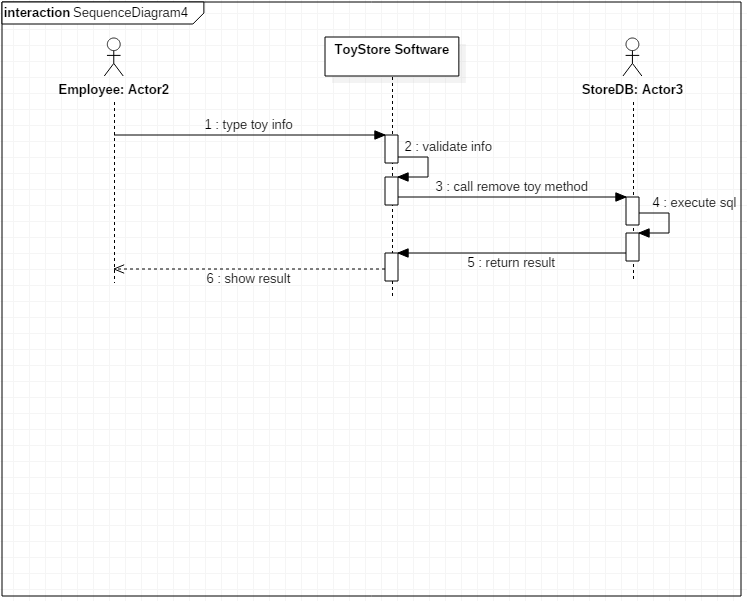 interaction SequenceDiagram4
ToyStore Software
Employee: Actor2
StoreDB: Actor3
1 : type toy info
2 : validate info
3 : call remove toy method
4 : execute sql
5 : return result
6 : show result